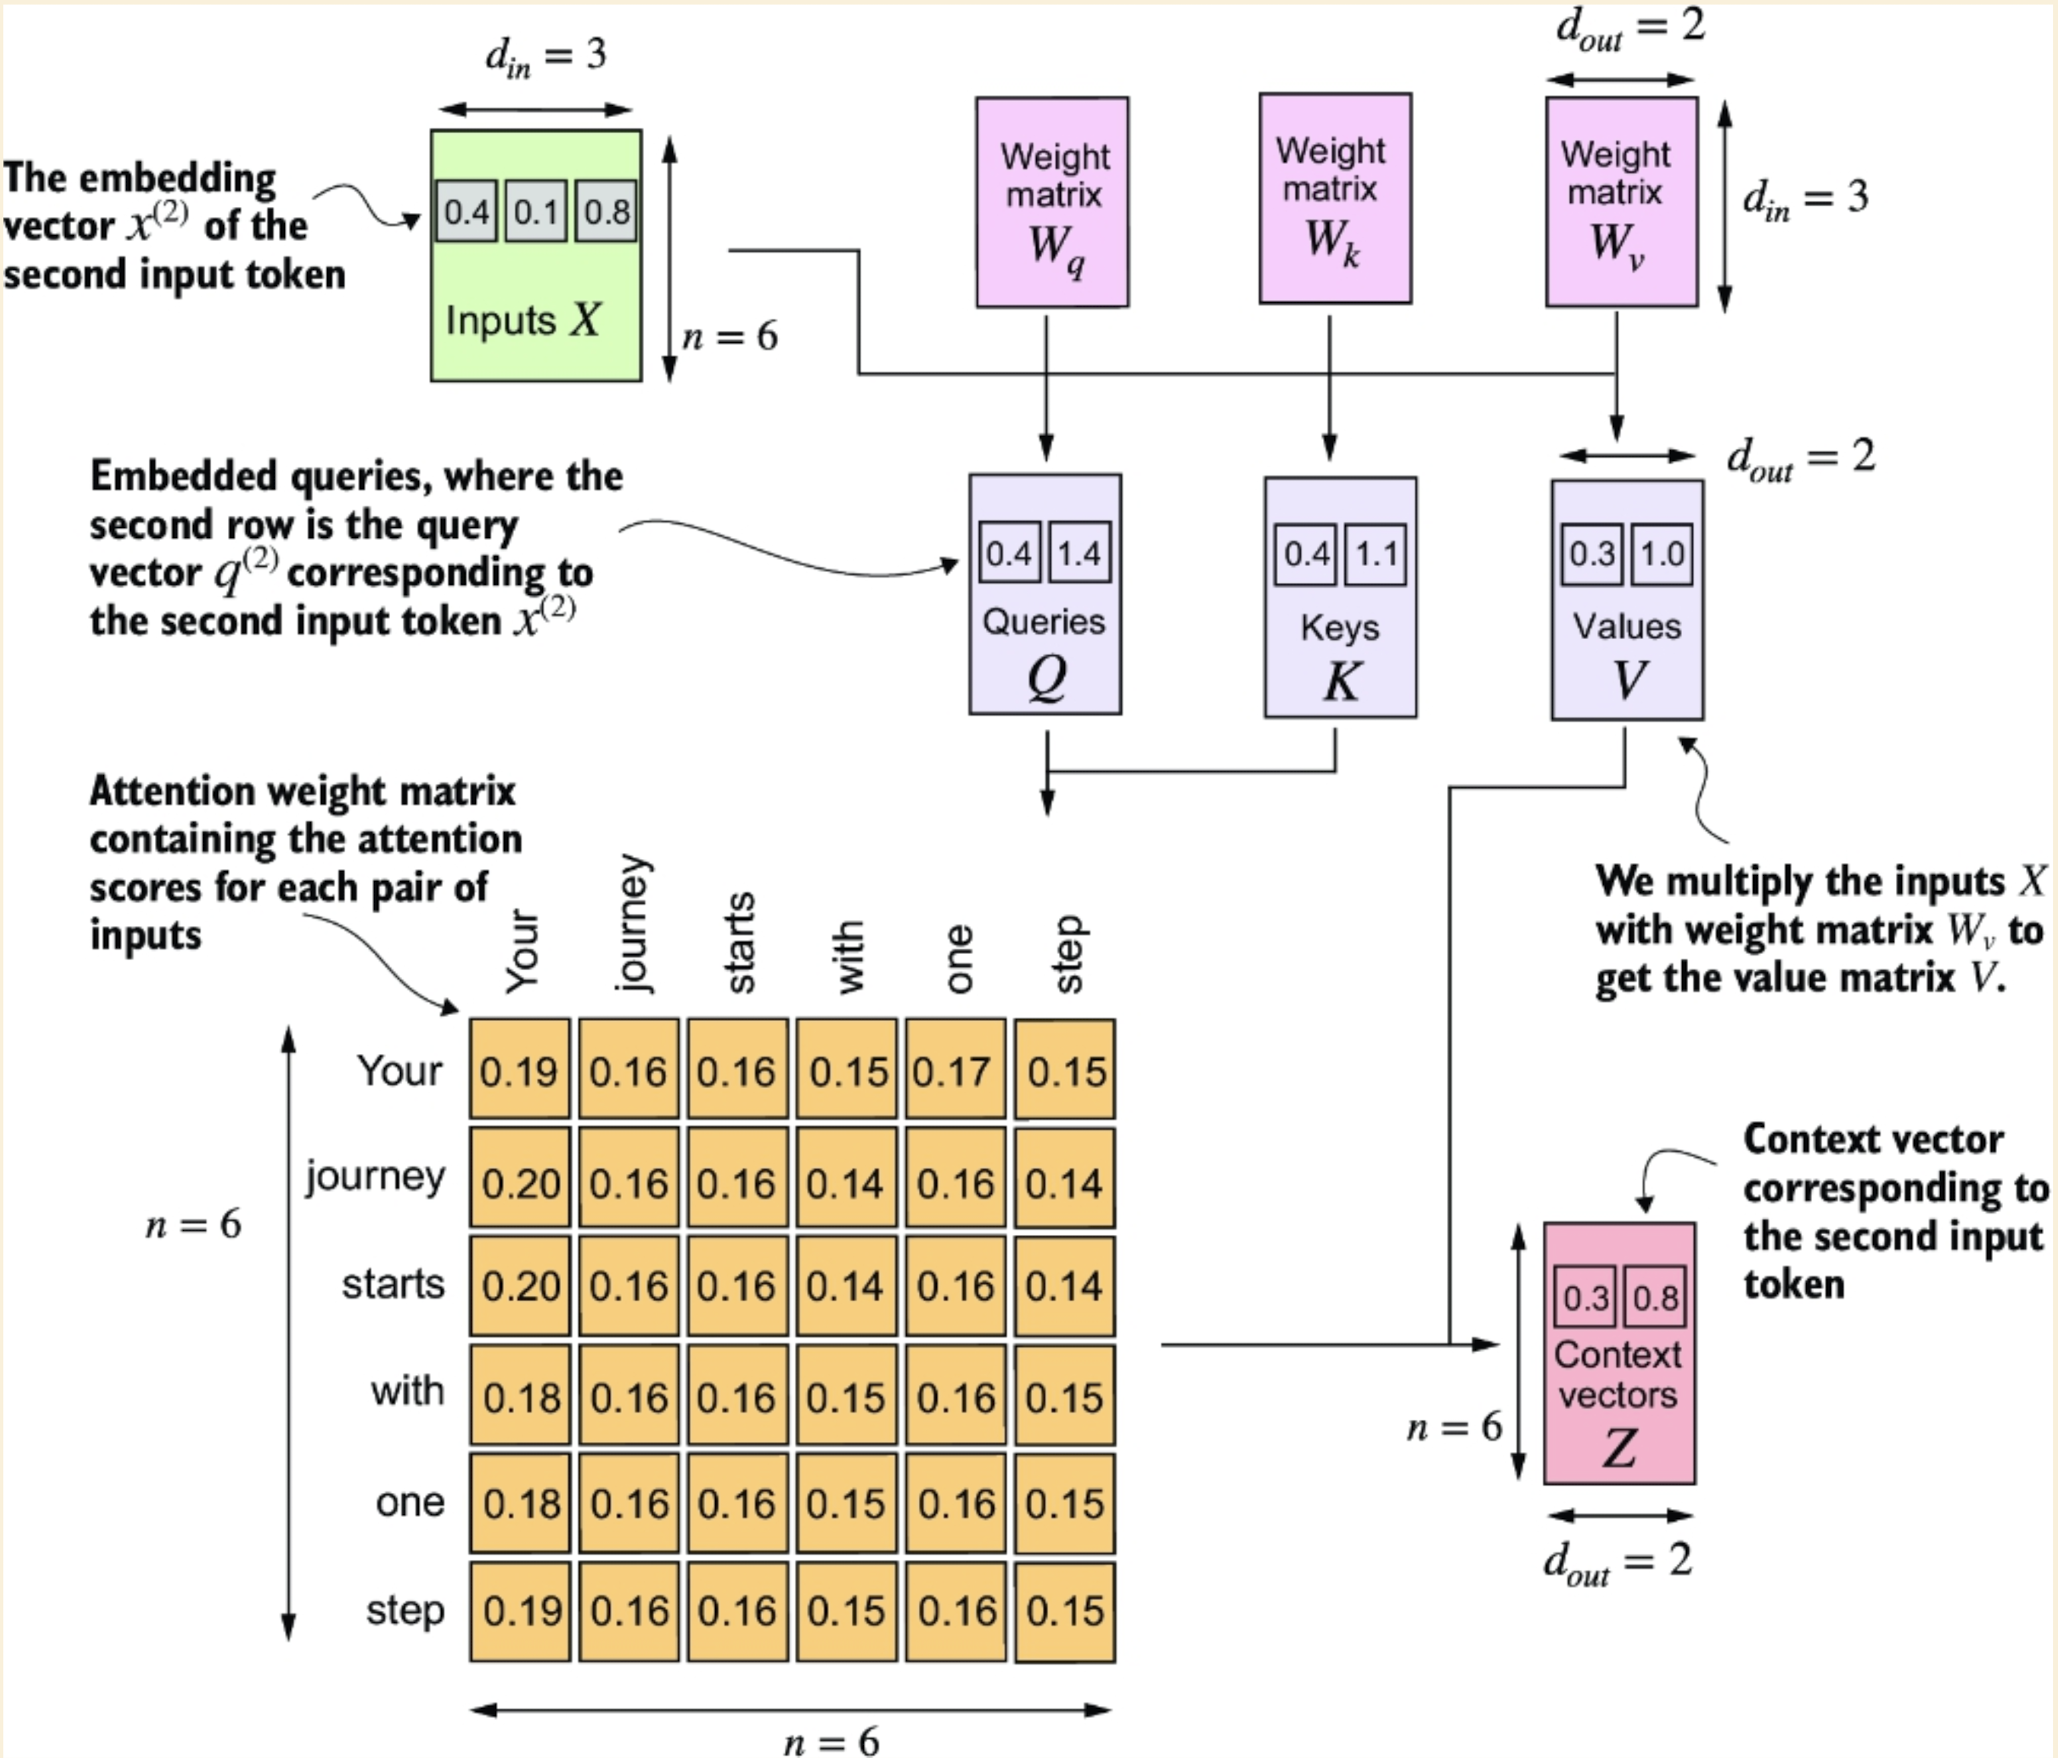 d_in = 3
d_out = 2
The embedding
vector x^(2) of the
second input token
0.4 0.1 0.8
Inputs X
n = 6
Weight
matrix
W_q
Weight
matrix
W_k
Weight
matrix
W_v
d_in = 3
Embedded queries, where the
second row is the query
vector q^(2) corresponding to
the second input token x^(2)
0.4 1.4
Queries
Q
0.4 1.1
Keys
K
d_out = 2
0.3 1.0
Values
V
We multiply the inputs X
with weight matrix W_v to
get the value matrix V.
Attention weight matrix
containing the attention
scores for each pair of
inputs
Your journey starts with one step
Your 0.19 0.16 0.16 0.15 0.17 0.15
journey 0.20 0.16 0.16 0.14 0.16 0.14
starts 0.20 0.16 0.16 0.14 0.16 0.14
with 0.18 0.16 0.16 0.15 0.16 0.15
one 0.18 0.16 0.16 0.15 0.16 0.15
step 0.19 0.16 0.16 0.15 0.16 0.15
n = 6
n = 6
Context vector
corresponding to
the second input
token
0.3 0.8
Context
vectors
Z
n = 6
d_out = 2